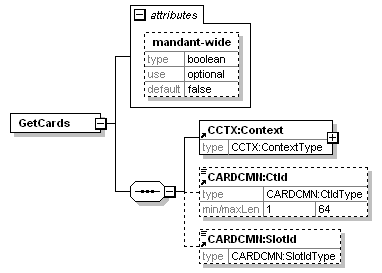 attributes
mandant-wide
type boolean
use optional
default false
GetCards
CCTX:Context
type CCTX:ContextType
CARDCMN:CtId
type CARDCMN:CtIdType
min/maxLen 1 64
CARDCMN:SlotId
type CARDCMN:SlotIdType